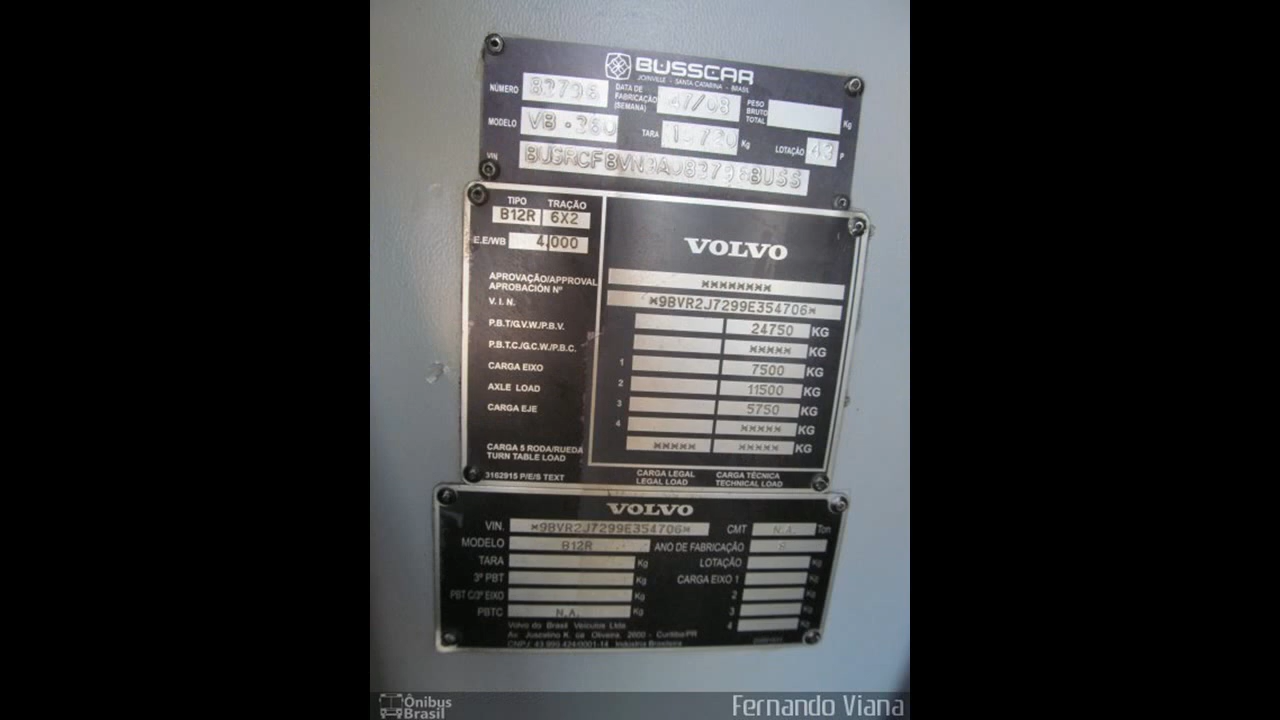 BUSSCAR
JOINVILLE - SANTA CATARINA - BRASIL
NÚMERO 83796 DATA DE FABRICAÇÃO (SEMANA) 47/08 PESO BRUTO TOTAL Kg
MODELO VB-360 TARA Kg LOTAÇÃO 43 P
VIN
TIPO TRAÇÃO
B12R 6X2
E.E/WB 4,000
VOLVO
APROVAÇÃO/APPROVAL
APROBACIÓN Nº ********
V. I. N. *9BVR2J7299E354706*
P.B.T/G.V.W./P.B.V. 24750 KG
P.B.T.C./G.C.W./P.B.C. ***** KG
CARGA EIXO 1 7500 KG
AXLE LOAD 2 11500 KG
CARGA EJE 3 5750 KG
4 ***** KG
CARGA 5 RODA/RUEDA ***** ***** KG
TURN TABLE LOAD
3162915 P/E/S TEXT
CARGA LEGAL CARGA TÉCNICA
LEGAL LOAD TECHNICAL LOAD
VOLVO
VIN. *9BVR2J7299E354706* CMT N.A. Ton
MODELO B12R ANO DE FABRICAÇÃO 8
TARA Kg LOTAÇÃO Kg
3º PBT Kg CARGA EIXO 1 Kg
PBT C/3º EIXO Kg 2 Kg
PBTC N.A. Kg 3 Kg
4 Kg
Volvo do Brasil Veículos Ltda.
Av. Juscelino K. de Oliveira, 2600 - Curitiba/PR
CNPJ 43.999.424/0001-14 Indústria Brasileira
Ônibus
Brasil
Fernando Viana